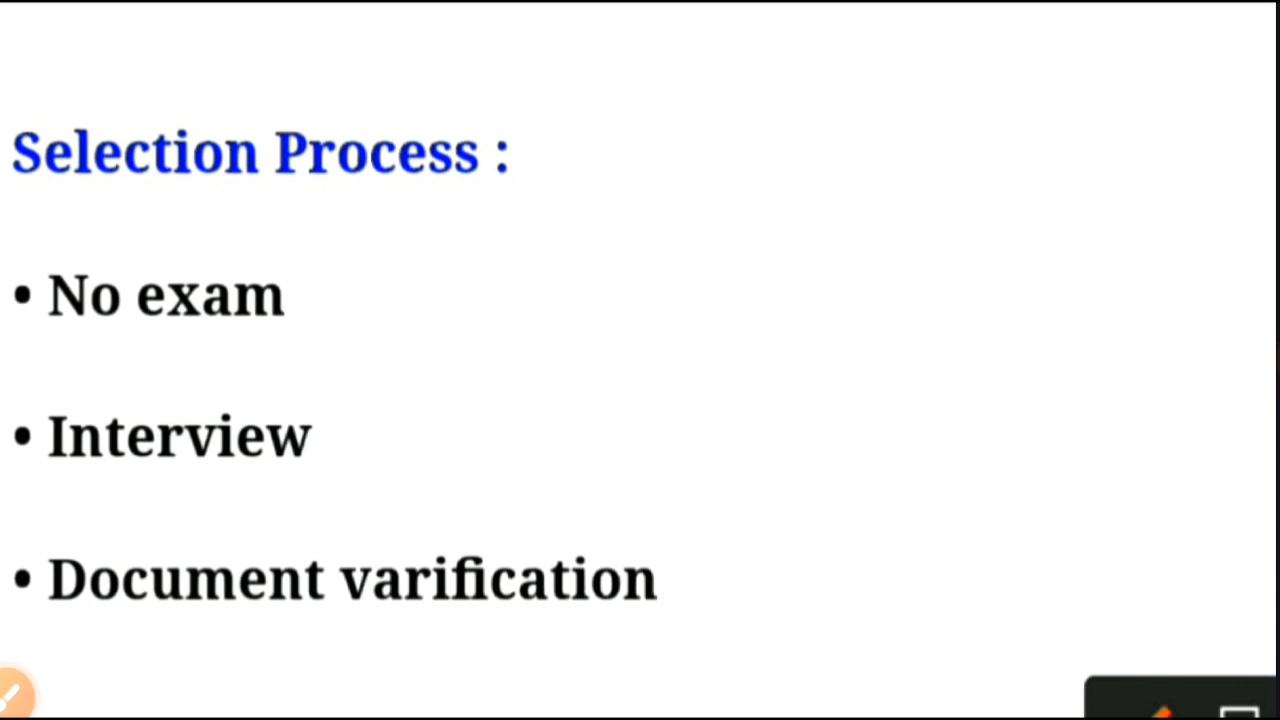 Selection Process :
• No exam
• Interview
• Document varification